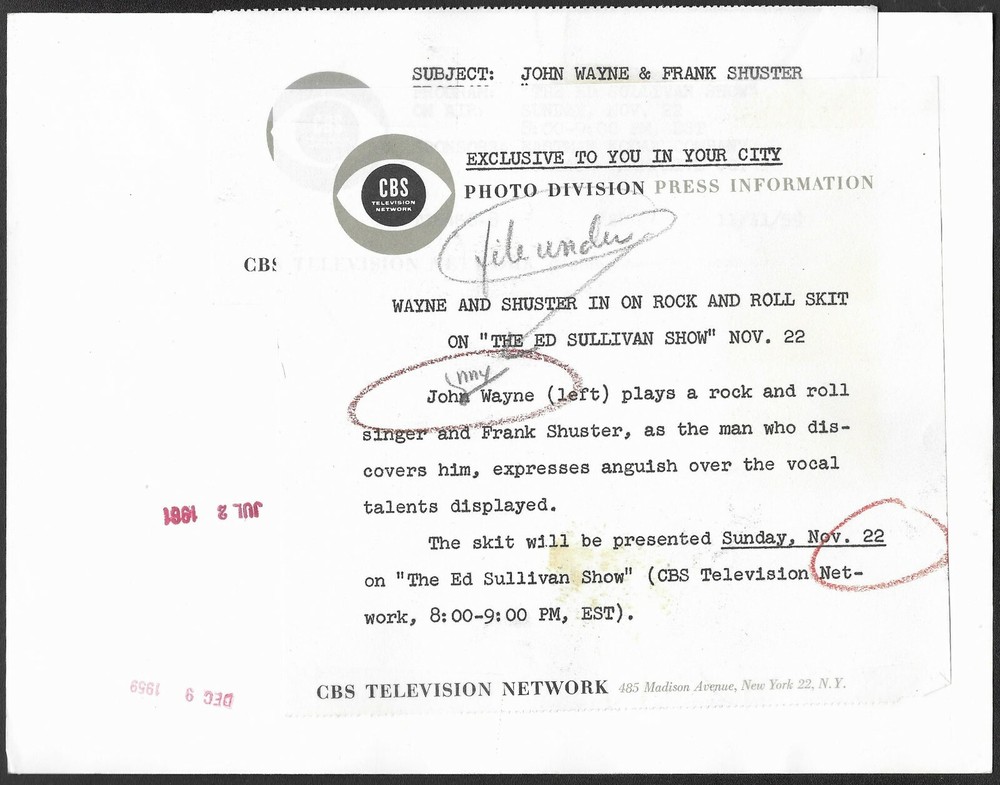 SUBJECT: JOHN WAYNE & FRANK SHUSTER
EXCLUSIVE TO YOU IN YOUR CITY
CBS
TELEVISION
NETWORK
PHOTO DIVISION PRESS INFORMATION
file under
CBS TELEVISION
WAYNE AND SHUSTER IN ON ROCK AND ROLL SKIT
ON "THE ED SULLIVAN SHOW" NOV. 22
nny
John Wayne (left) plays a rock and roll
singer and Frank Shuster, as the man who dis-
covers him, expresses anguish over the vocal
talents displayed.
JUL 2 1961
The skit will be presented Sunday, Nov. 22
on "The Ed Sullivan Show" (CBS Television Net-
work, 8:00-9:00 PM, EST).
DEC 9 1959
CBS TELEVISION NETWORK 485 Madison Avenue, New York 22, N.Y.